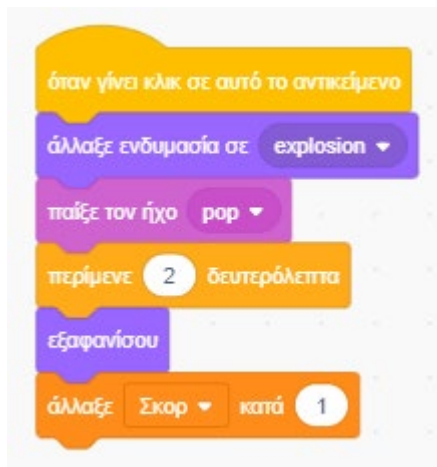 όταν γίνει κλικ σε αυτό το αντικείμενο
άλλαξε ενδυμασία σε explosion
παίξε τον ήχο pop
περίμενε 2 δευτερόλεπτα
εξαφανίσου
άλλαξε Σκορ κατά 1